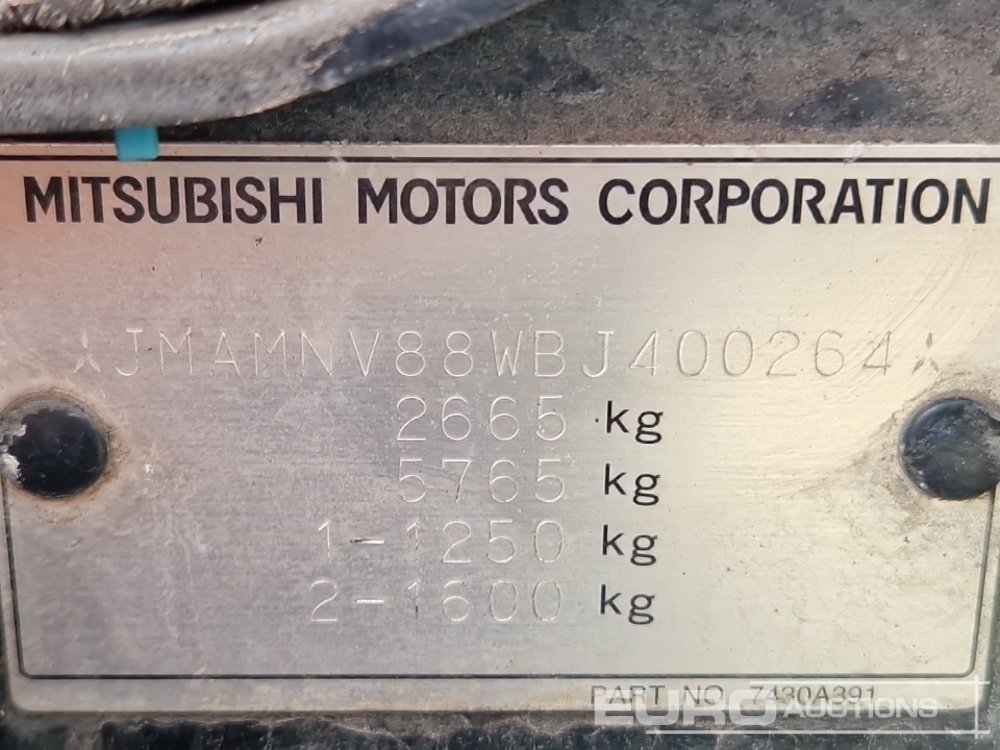 MITSUBISHI MOTORS CORPORATION
JMAMNV88WBJ400264
2665 kg
5765 kg
1-1250 kg
2-1600 kg
PART NO 7430A391
EURO AUCTIONS